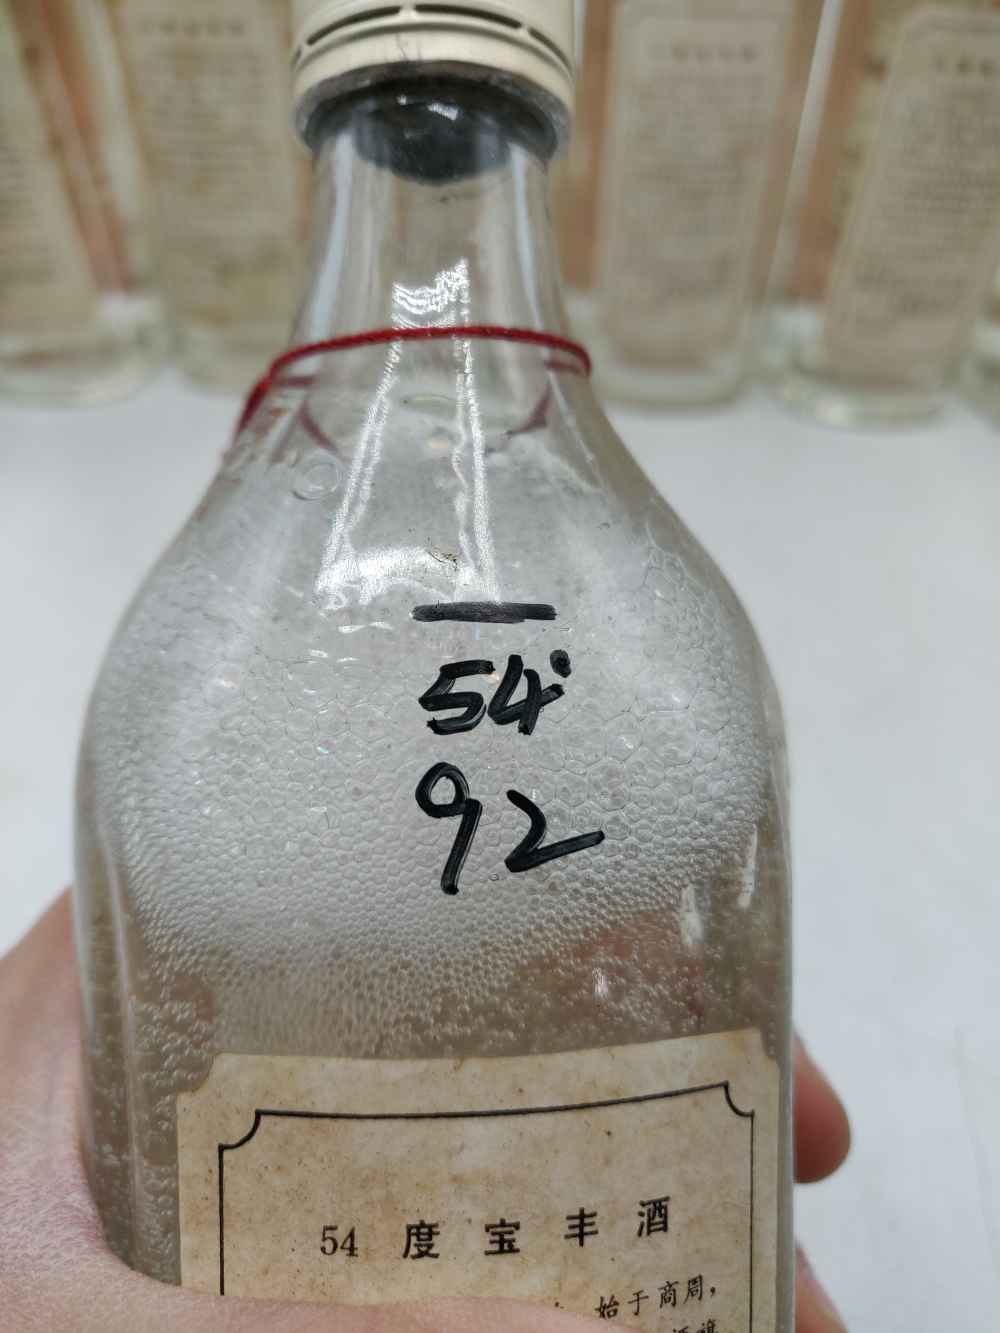 54°
92
54 度 宝 丰 酒
始于商周，